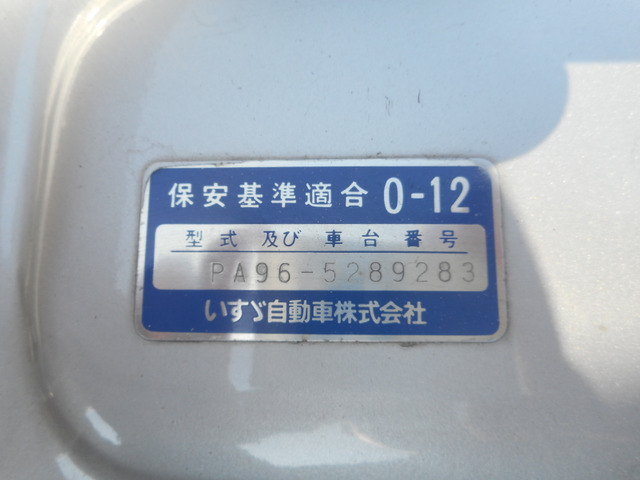 保安基準適合 0-12
型式及び車台番号
PA96-5289283
いすゞ自動車株式会社